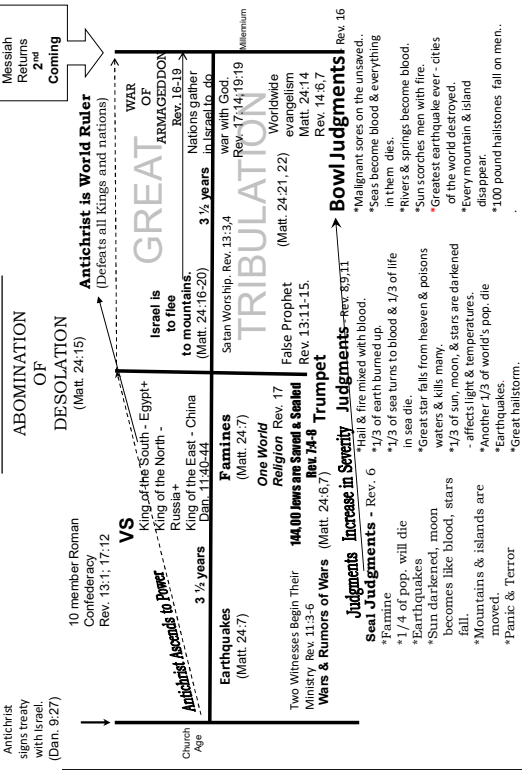 Antichrist
signs treaty
with Israel.
(Dan. 9:27)
ABOMINATION
OF
DESOLATION
(Matt. 24:15)
Messiah
Returns
2nd
Coming
10 member Roman
Confederacy
Rev. 13:1; 17:12
VS
King of the South - Egypt+
King of the North -
Russia+
King of the East - China
Dan. 11:40-44
Antichrist is World Ruler
(Defeats all Kings and nations)
Antichrist Ascends to Power
3 ½ years
Church
Age
Israel is
to flee
to mountains.
(Matt. 24:16-20)
GREAT
TRIBULATION
3 ½ years
WAR
OF
ARMAGEDDON
Rev. 16-19
Nations gather
in Israel to do
war with God.
Rev. 17:14;19:19
Millennium
Earthquakes
(Matt. 24:7)
Famines
(Matt. 24:7)
One World
Religion Rev. 17
Two Witnesses Begin Their
Ministry Rev. 11:3-6
144,00 Jews are Saved & Sealed
Rev. 7:4-8
Wars & Rumors of Wars (Matt. 24:6,7)
Satan Worship. Rev. 13:3,4
False Prophet
Rev. 13:11-15.
(Matt. 24:21, 22)
Worldwide
evangelism
Matt. 24:14
Rev. 14:6,7
Judgments Increase in Severity
Seal Judgments - Rev. 6
*Famine
*1/4 of pop. will die
*Earthquakes
*Sun darkened, moon
becomes like blood, stars
fall.
*Mountains & islands are
moved.
*Panic & Terror
Trumpet
Judgments - Rev. 8,9,11
*Hail & fire mixed with blood.
*1/3 of earth burned up.
*1/3 of sea turns to blood & 1/3 of life
in sea die.
*Great star falls from heaven & poisons
waters & kills many.
*1/3 of sun, moon, & stars are darkened
- affects light & temperatures.
*Another 1/3 of world's pop. die
*Earthquakes.
*Great hailstorm.
Bowl Judgments Rev. 16
*Malignant sores on the unsaved..
*Seas become blood & everything
in them dies.
*Rivers & springs become blood.
*Sun scorches men with fire.
*Greatest earthquake ever - cities
of the world destroyed.
*Every mountain & island
disappear.
*100 pound hailstones fall on men..
.